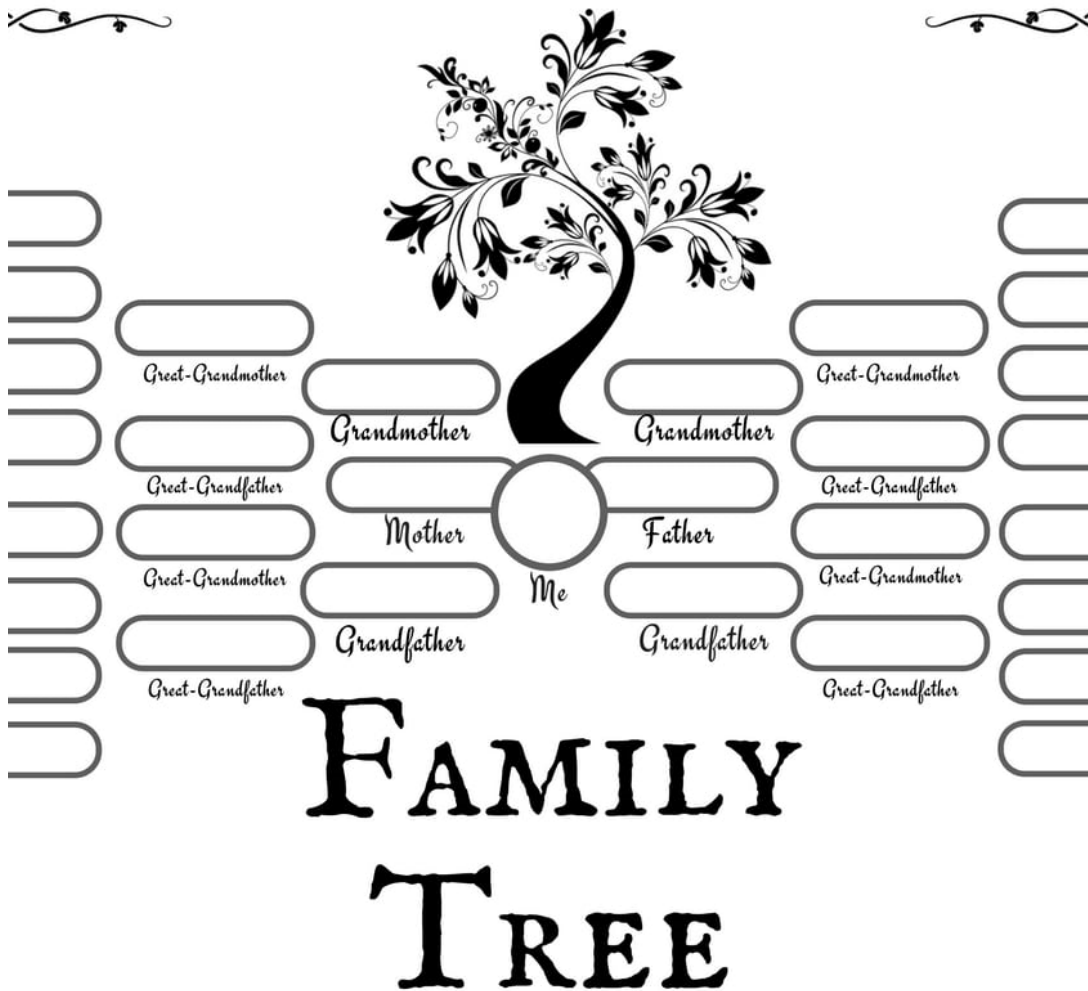 Great-Grandmother Great-Grandmother
Grandmother Grandmother
Great-Grandfather Great-Grandfather
Mother Father
Great-Grandmother Great-Grandmother
Me
Grandfather Grandfather
Great-Grandfather Great-Grandfather
FAMILY
TREE